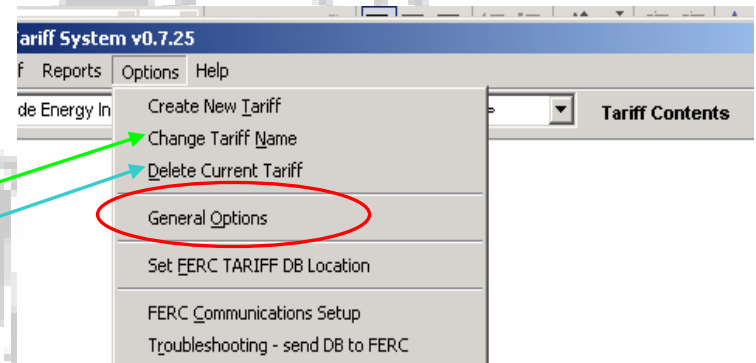 Tariff System v0.7.25
f Reports Options Help
de Energy In Tariff Contents
Create New Tariff
Change Tariff Name
Delete Current Tariff
General Options
Set FERC TARIFF DB Location
FERC Communications Setup
Troubleshooting - send DB to FERC